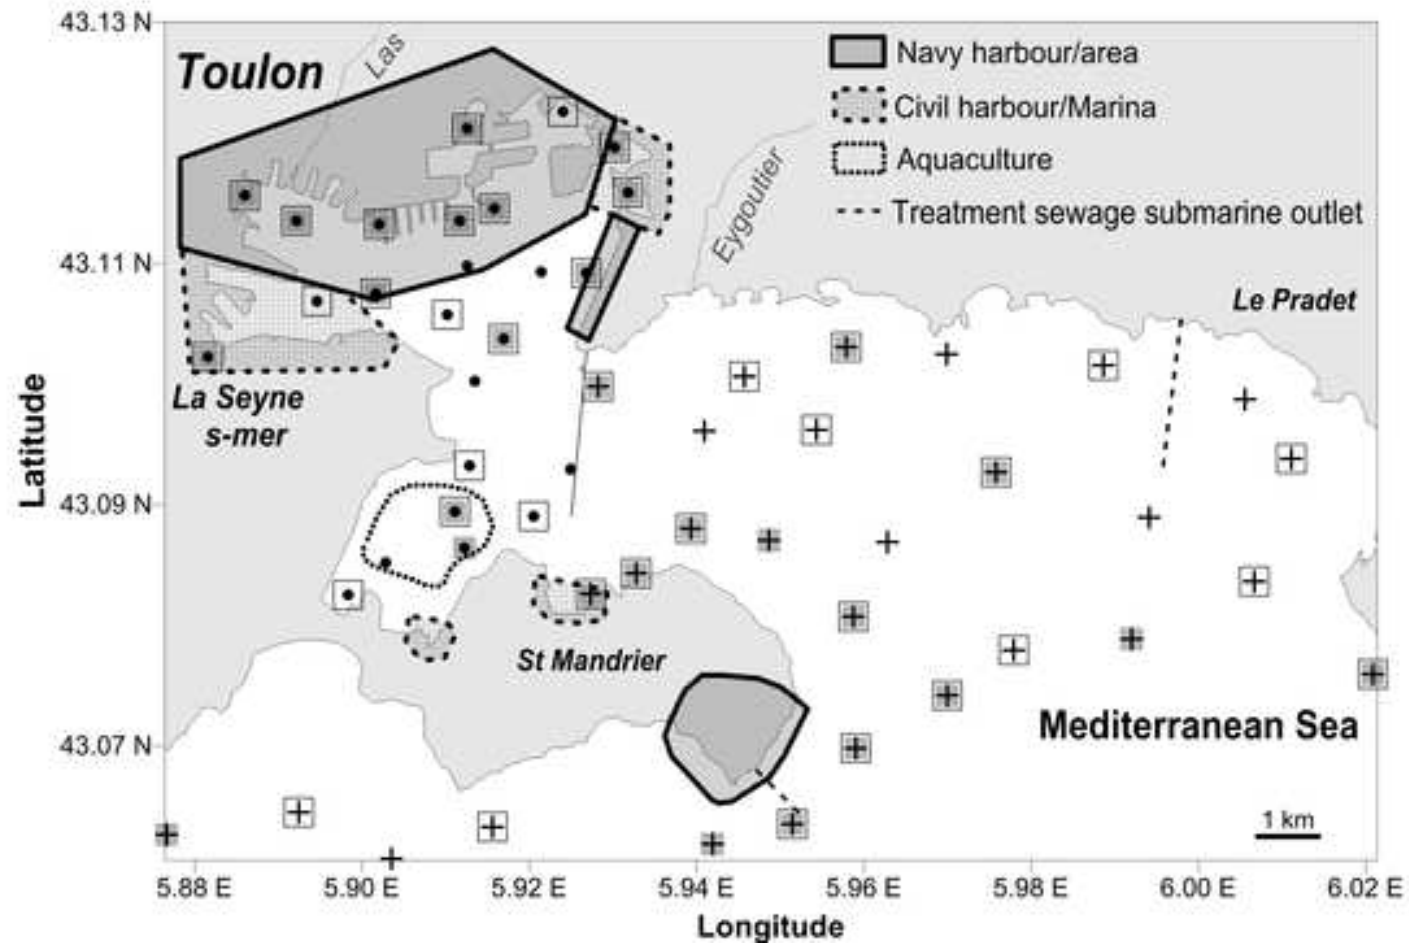 43.13 N
Toulon
Las
Navy harbour/area
Civil harbour/Marina
Aquaculture
Treatment sewage submarine outlet
Eygoutier
43.11 N
Le Pradet
La Seyne
s-mer
Latitude
43.09 N
St Mandrier
Mediterranean Sea
43.07 N
1 km
5.88 E
5.90 E
5.92 E
5.94 E
5.96 E
5.98 E
6.00 E
6.02 E
Longitude